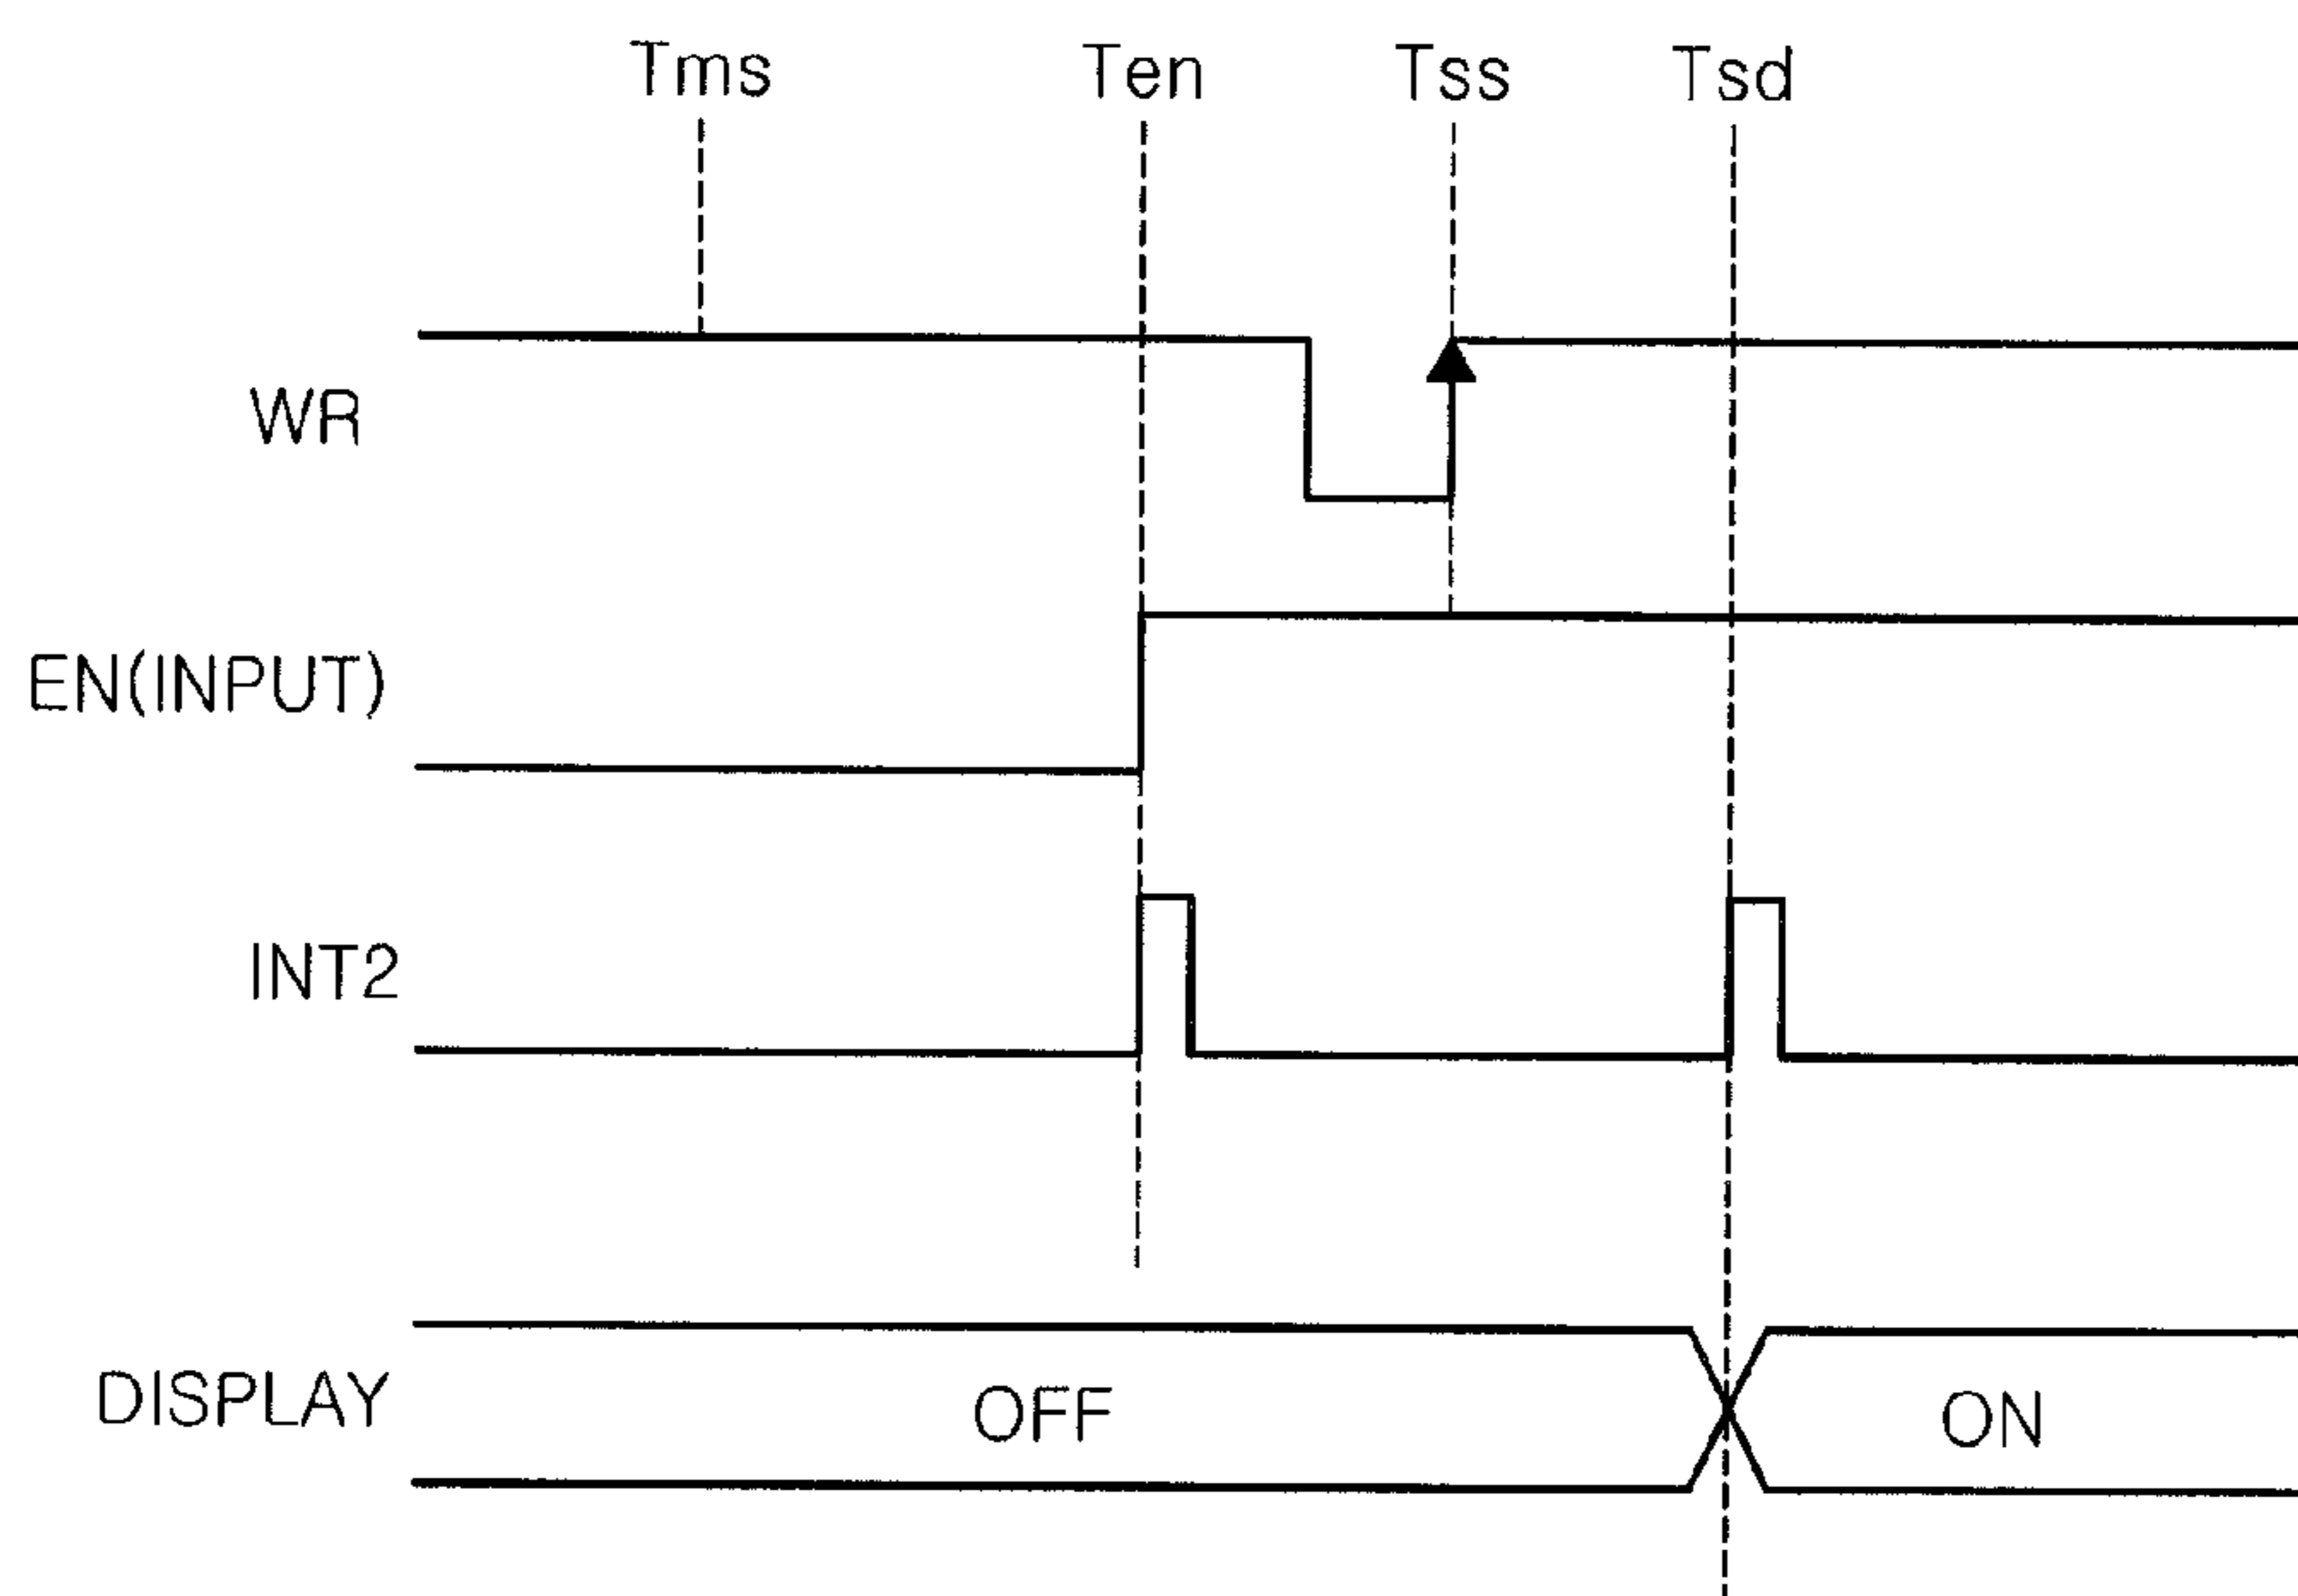 Tms Ten Tss Tsd
WR
EN(INPUT)
INT2
DISPLAY OFF ON